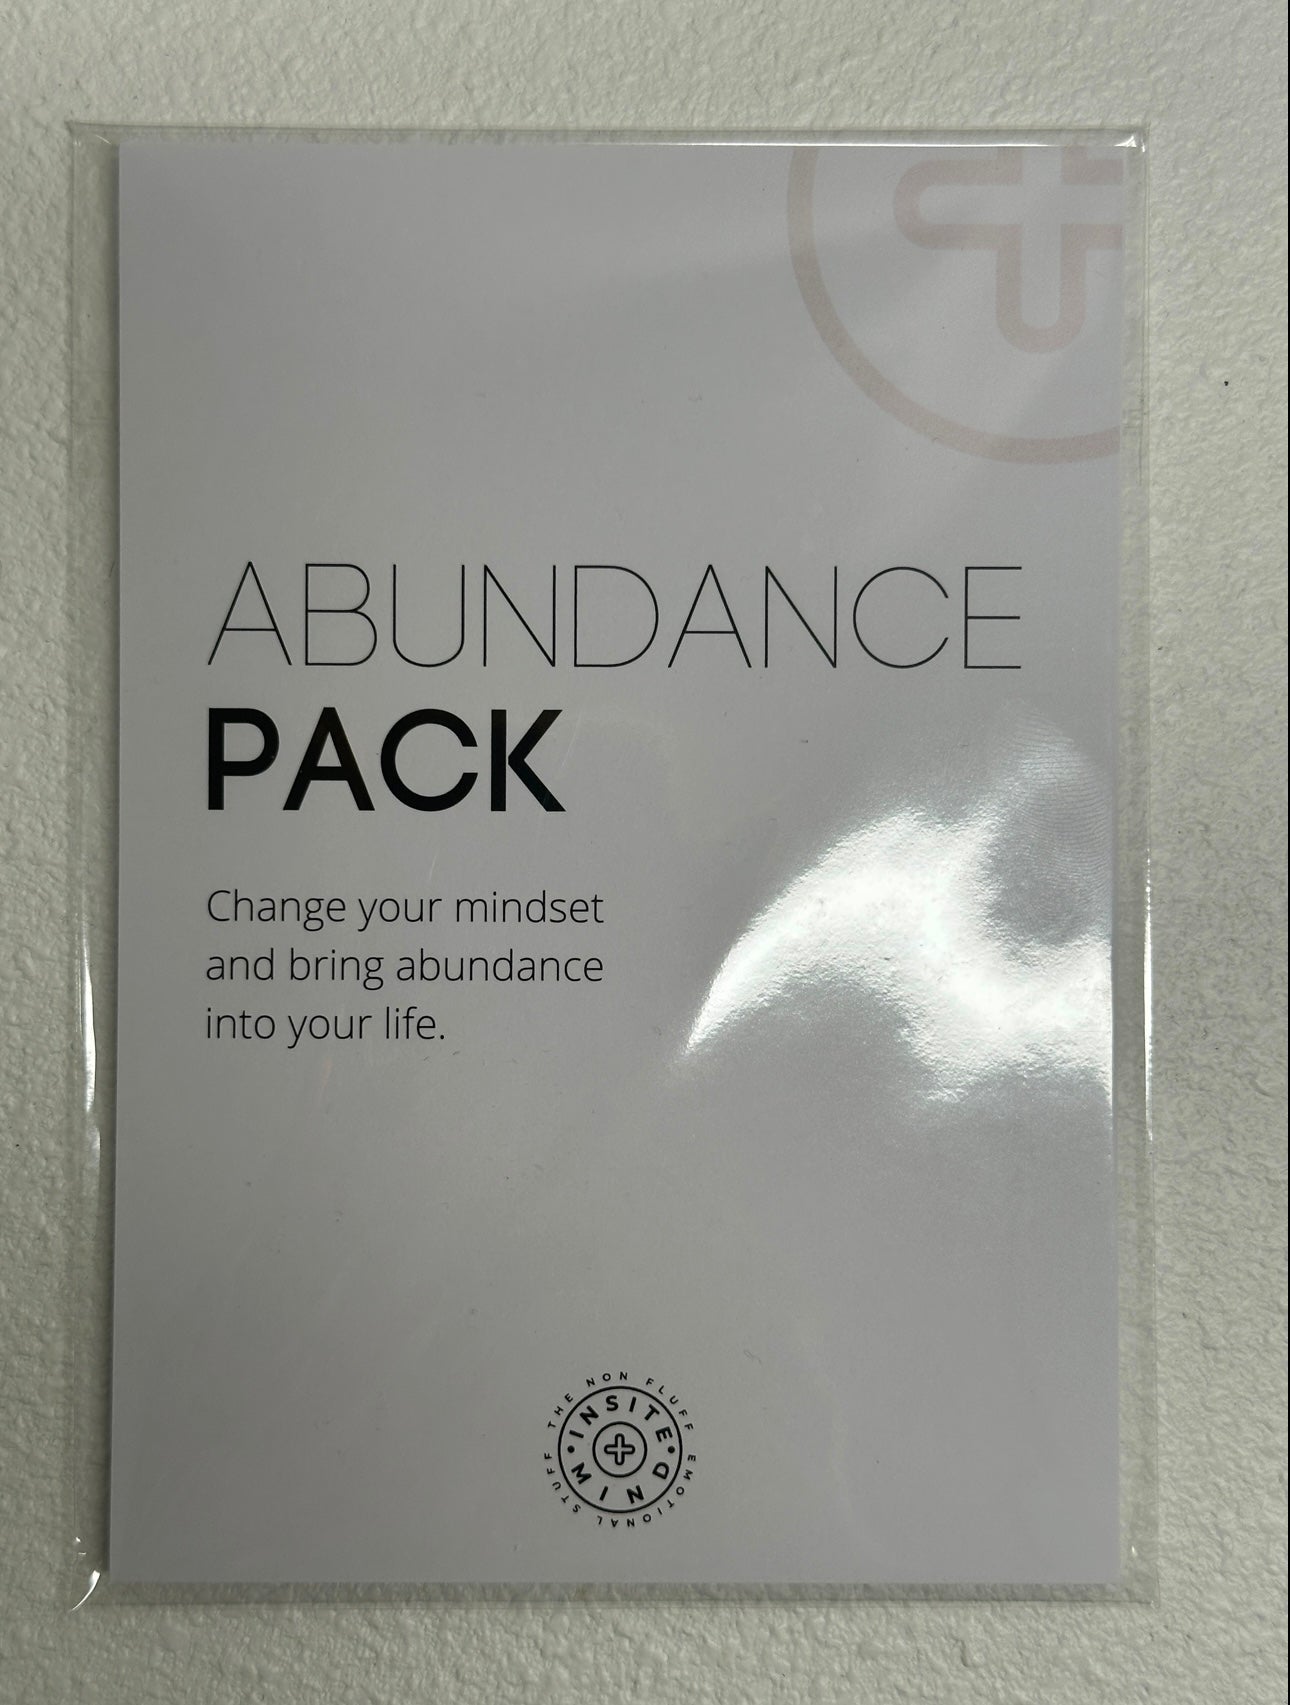 ABUNDANCE
PACK
Change your mindset
and bring abundance
into your life.
THE NON FLUFF EMOTIONAL STUFF
•INSITE•
MIND